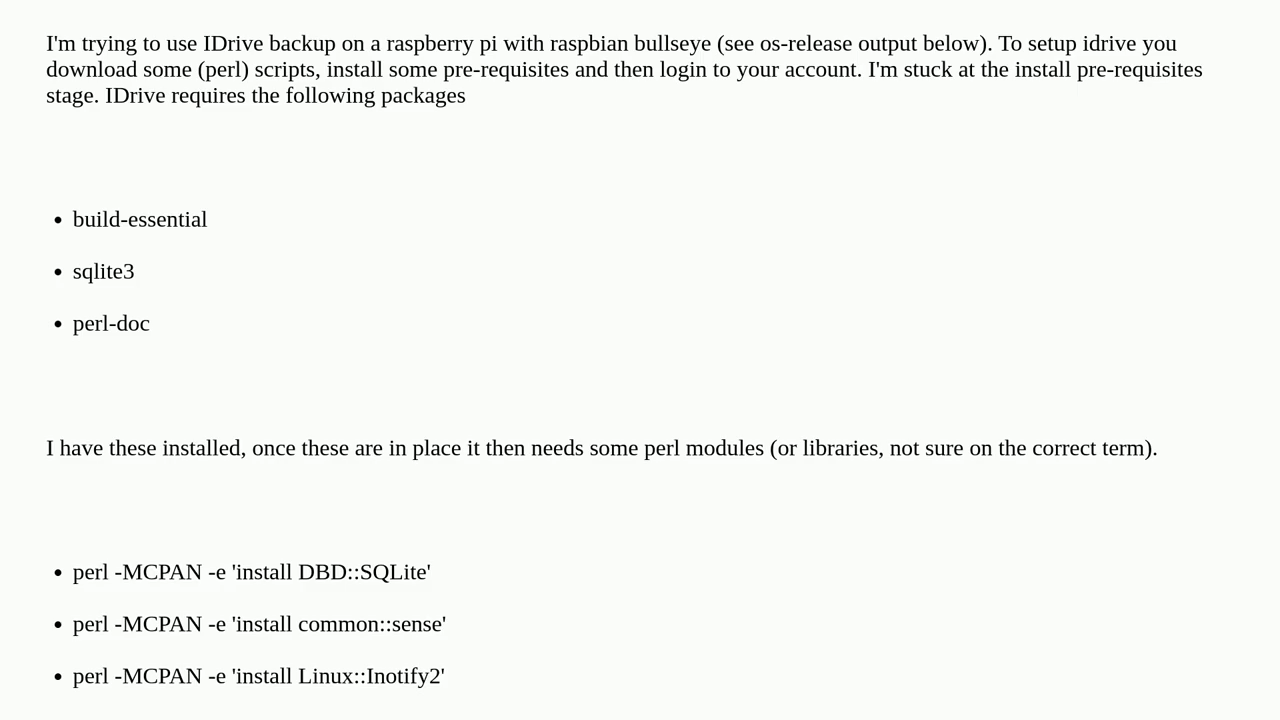 I'm trying to use IDrive backup on a raspberry pi with raspbian bullseye (see os-release output below). To setup idrive you
download some (perl) scripts, install some pre-requisites and then login to your account. I'm stuck at the install pre-requisites
stage. IDrive requires the following packages
• build-essential
• sqlite3
• perl-doc
I have these installed, once these are in place it then needs some perl modules (or libraries, not sure on the correct term).
• perl -MCPAN -e 'install DBD::SQLite'
• perl -MCPAN -e 'install common::sense'
• perl -MCPAN -e 'install Linux::Inotify2'